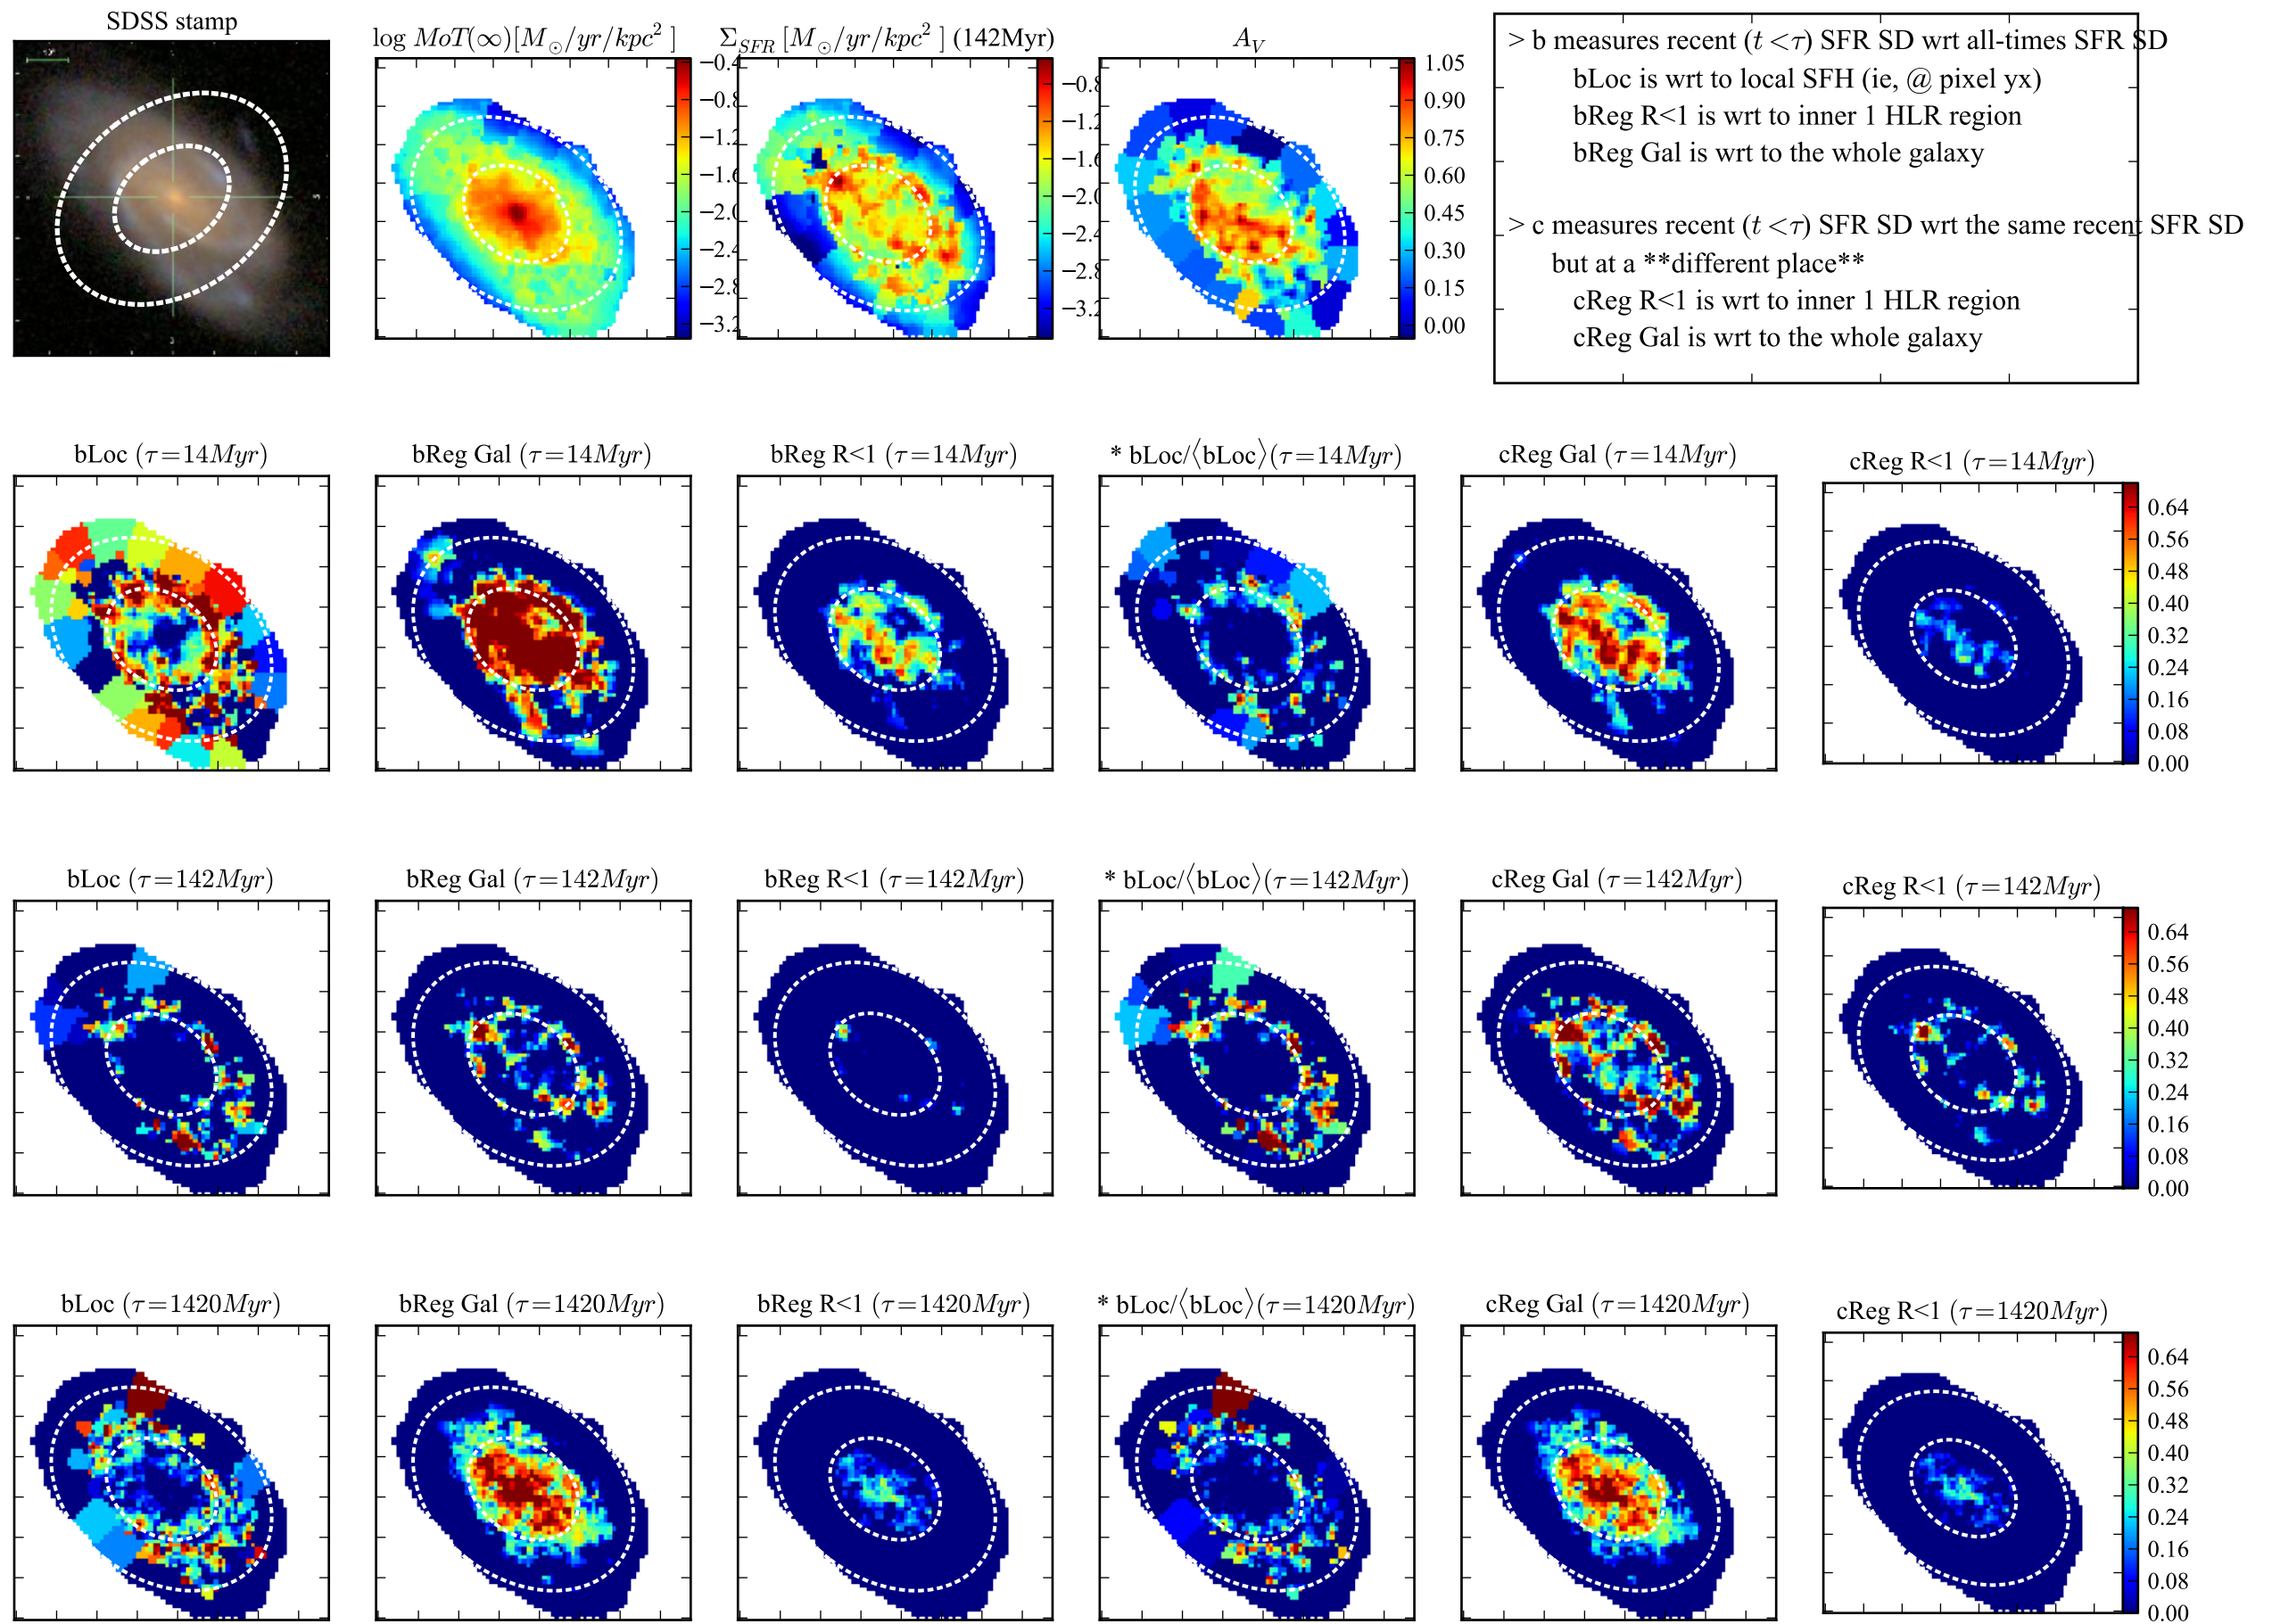 SDSS stamp
log MoT(∞)[M⊙/yr/kpc²]
Σ_SFR [M⊙/yr/kpc²] (142Myr)
A_V
−0.4
−0.8
−1.2
−1.6
−2.0
−2.4
−2.8
−3.2
1.05
0.90
0.75
0.60
0.45
0.30
0.15
0.00
> b measures recent (t <τ) SFR SD wrt all-times SFR SD
bLoc is wrt to local SFH (ie, @ pixel yx)
bReg R<1 is wrt to inner 1 HLR region
bReg Gal is wrt to the whole galaxy
> c measures recent (t <τ) SFR SD wrt the same recent SFR SD
but at a **different place**
cReg R<1 is wrt to inner 1 HLR region
cReg Gal is wrt to the whole galaxy
bLoc (τ=14Myr)
bReg Gal (τ=14Myr)
bReg R<1 (τ=14Myr)
* bLoc/⟨bLoc⟩(τ=14Myr)
cReg Gal (τ=14Myr)
cReg R<1 (τ=14Myr)
0.64
0.56
0.48
0.40
0.32
0.24
0.16
0.08
0.00
bLoc (τ=142Myr)
bReg Gal (τ=142Myr)
bReg R<1 (τ=142Myr)
* bLoc/⟨bLoc⟩(τ=142Myr)
cReg Gal (τ=142Myr)
cReg R<1 (τ=142Myr)
0.64
0.56
0.48
0.40
0.32
0.24
0.16
0.08
0.00
bLoc (τ=1420Myr)
bReg Gal (τ=1420Myr)
bReg R<1 (τ=1420Myr)
* bLoc/⟨bLoc⟩(τ=1420Myr)
cReg Gal (τ=1420Myr)
cReg R<1 (τ=1420Myr)
0.64
0.56
0.48
0.40
0.32
0.24
0.16
0.08
0.00